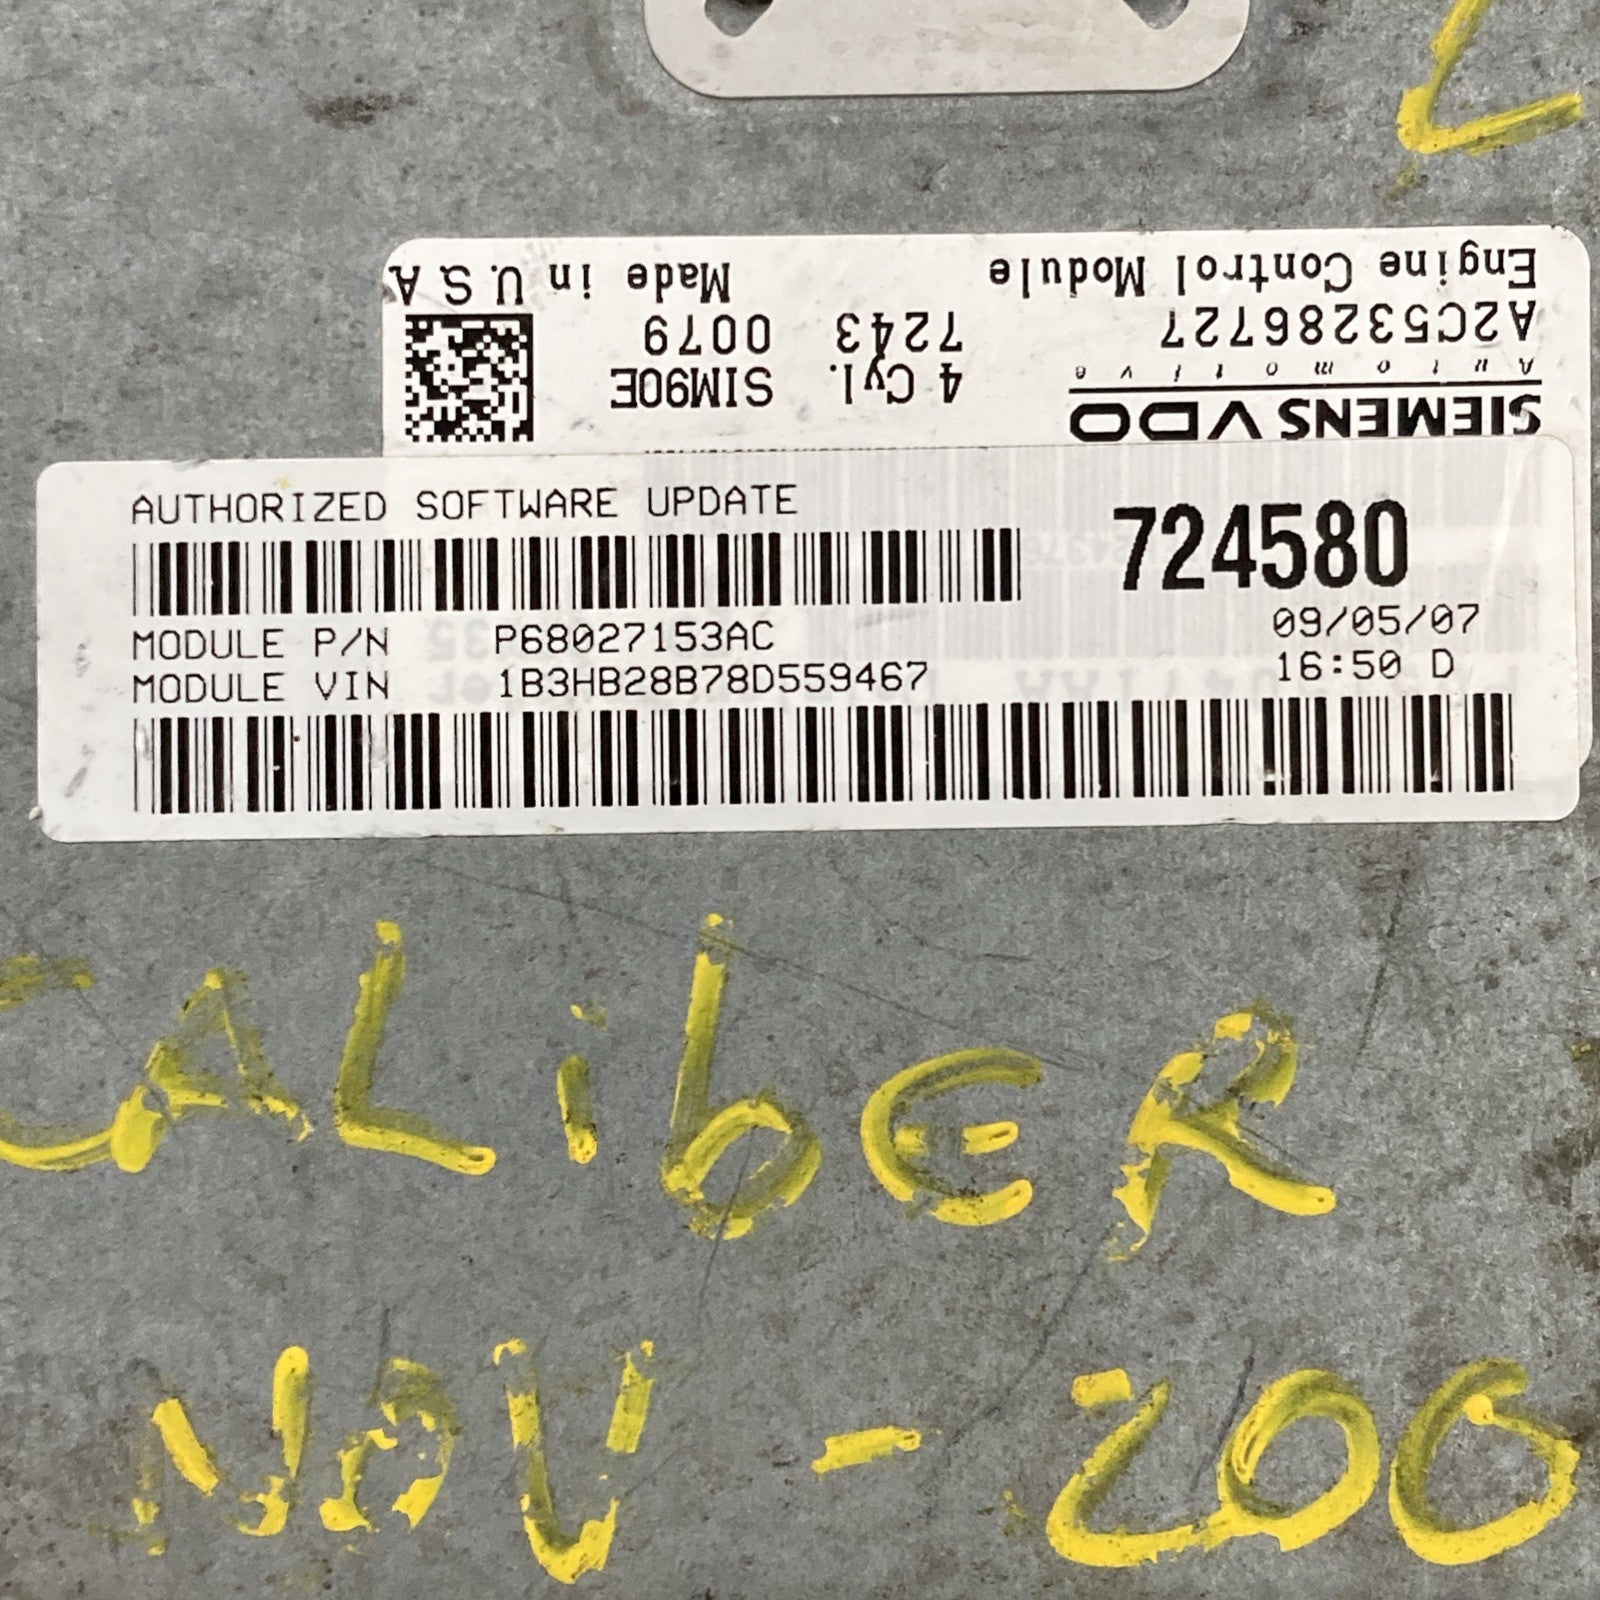 Engine Control Module Made in U.S.A.
A2C53286727 7243 0079
Automotive 4 Cyl. SIM90E
SIEMENS VDO
AUTHORIZED SOFTWARE UPDATE
724580
MODULE P/N P68027153AC 09/05/07
MODULE VIN 1B3HB28B78D559467 16:50 D
CALiBER
NOV - 200